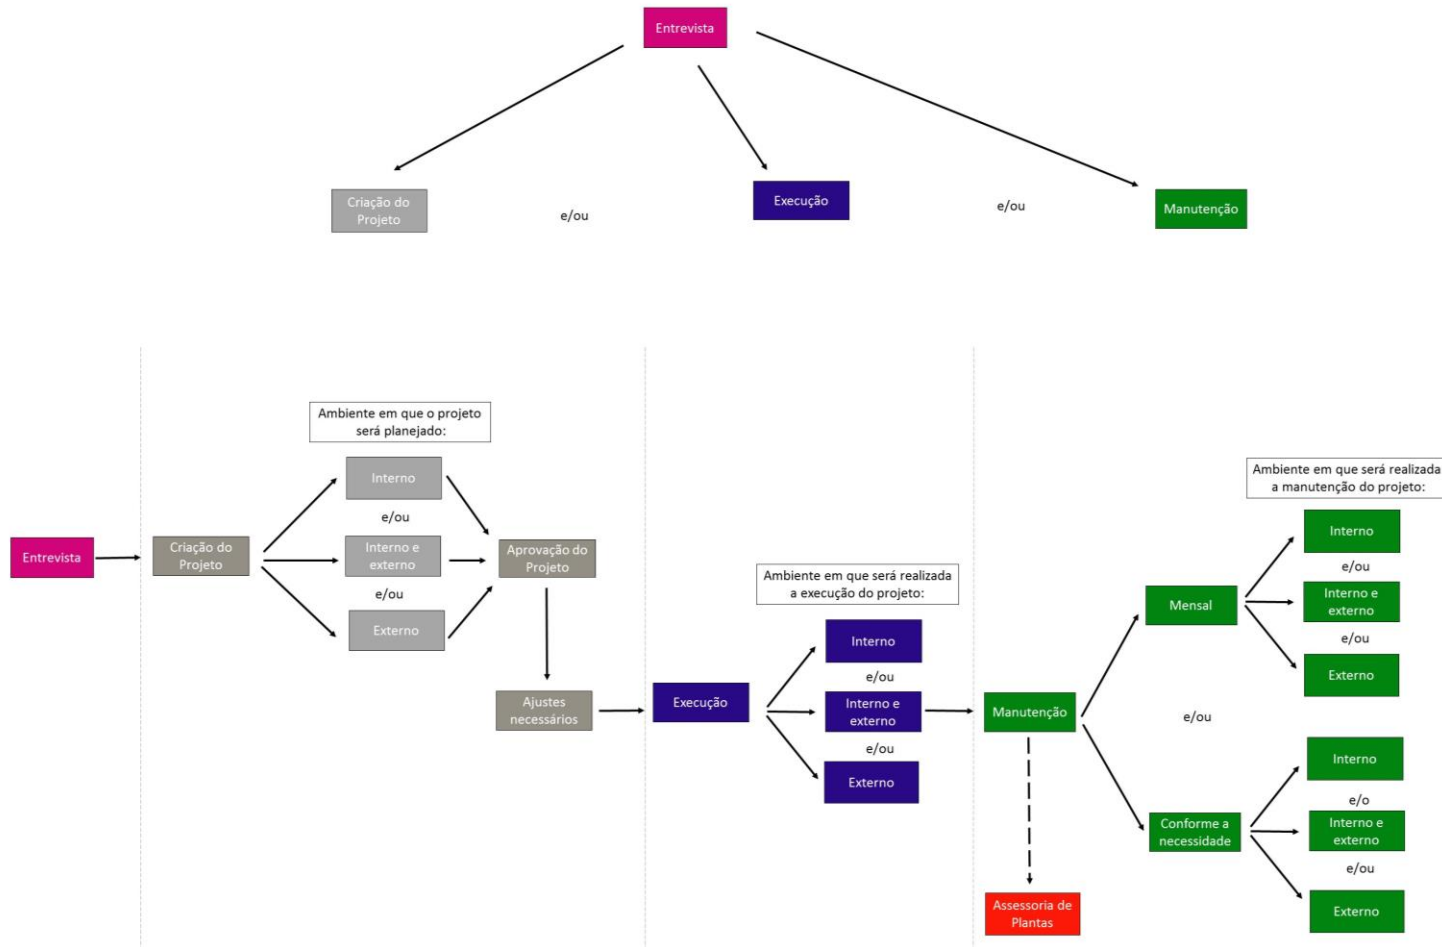 Entrevista
Criação do
Projeto
e/ou
Execução
e/ou
Manutenção
Entrevista
Criação do
Projeto
Ambiente em que o projeto
será planejado:
Interno
e/ou
Interno e
externo
e/ou
Externo
Aprovação do
Projeto
Ajustes
necessários
Execução
Ambiente em que será realizada
a execução do projeto:
Interno
e/ou
Interno e
externo
e/ou
Externo
Manutenção
Assessoria de
Plantas
Mensal
e/ou
Conforme a
necessidade
Ambiente em que será realizada
a manutenção do projeto:
Interno
e/ou
Interno e
externo
e/ou
Externo
Interno
e/o
Interno e
externo
e/ou
Externo